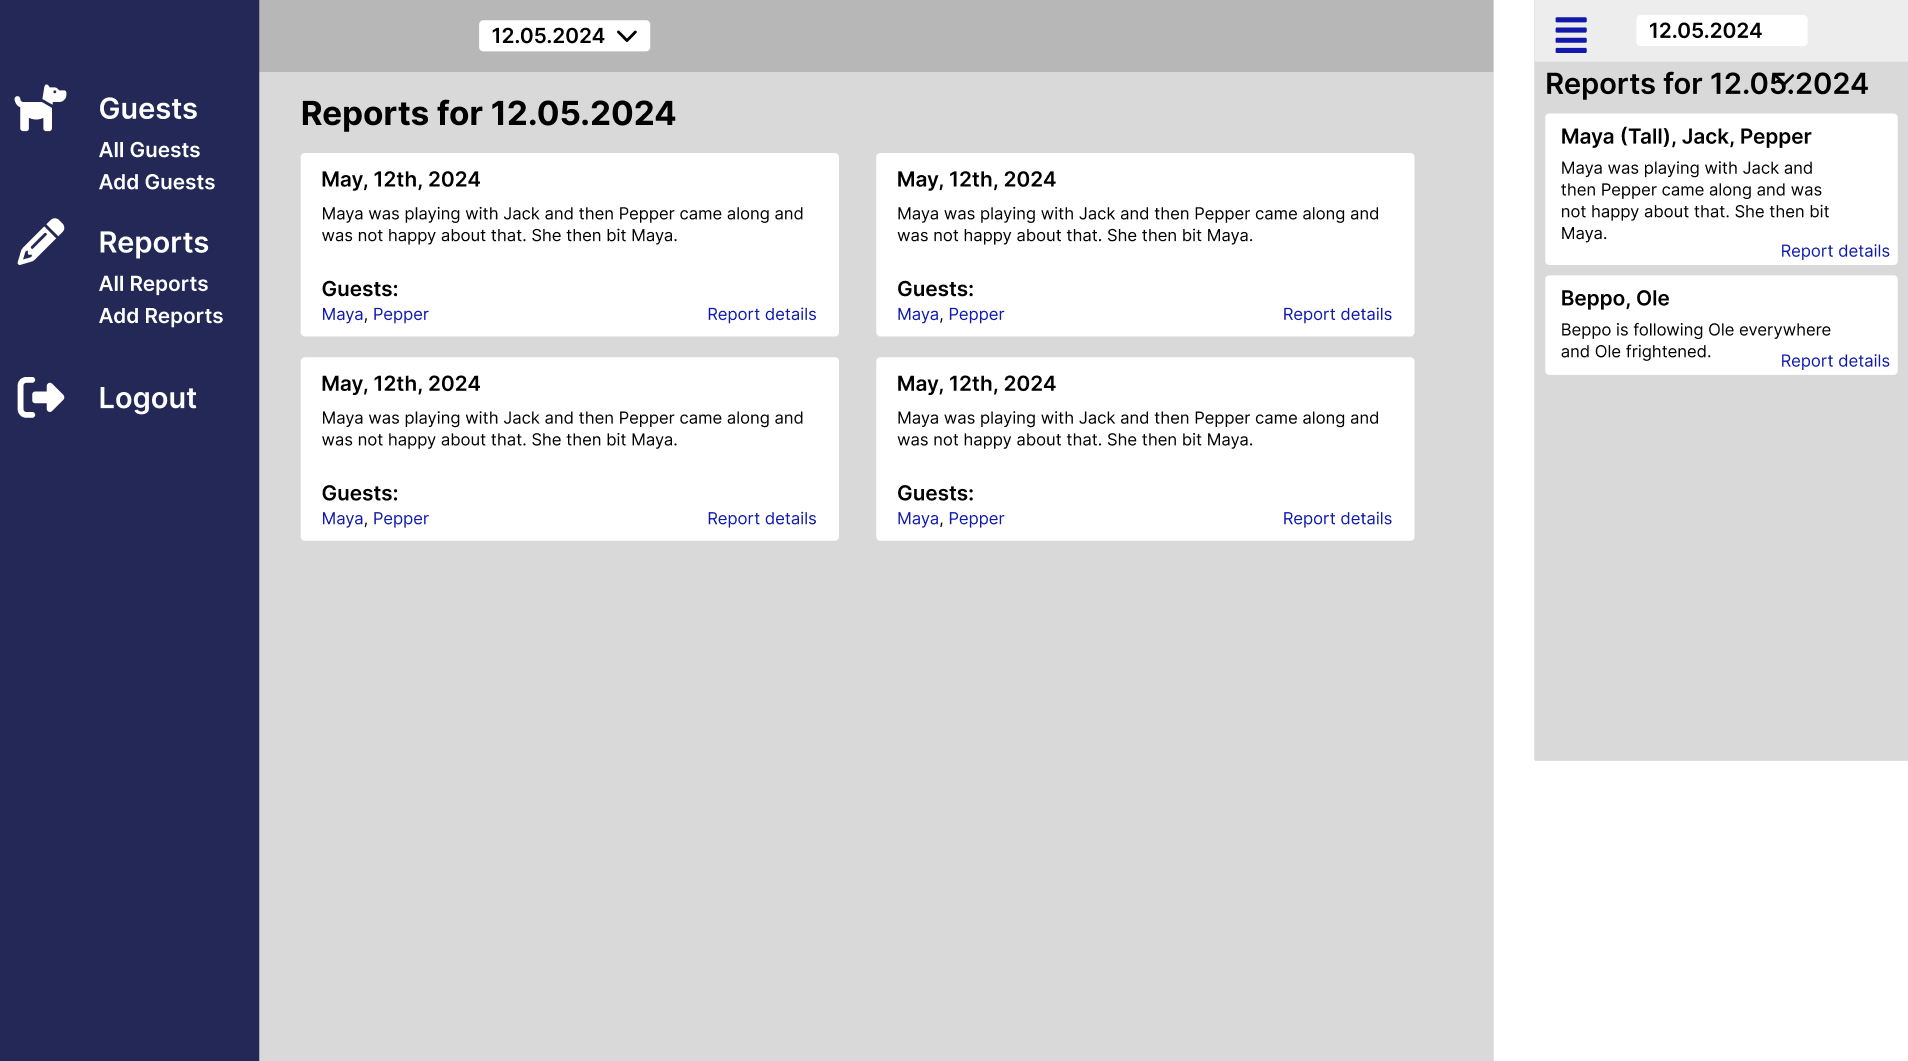 Guests
All Guests
Add Guests
Reports
All Reports
Add Reports
Logout
12.05.2024
Reports for 12.05.2024
May, 12th, 2024
Maya was playing with Jack and then Pepper came along and
was not happy about that. She then bit Maya.
Guests:
Maya, Pepper
Report details
May, 12th, 2024
Maya was playing with Jack and then Pepper came along and
was not happy about that. She then bit Maya.
Guests:
Maya, Pepper
Report details
May, 12th, 2024
Maya was playing with Jack and then Pepper came along and
was not happy about that. She then bit Maya.
Guests:
Maya, Pepper
Report details
May, 12th, 2024
Maya was playing with Jack and then Pepper came along and
was not happy about that. She then bit Maya.
Guests:
Maya, Pepper
Report details
12.05.2024
Reports for 12.05.2024
Maya (Tall), Jack, Pepper
Maya was playing with Jack and
then Pepper came along and was
not happy about that. She then bit
Maya.
Report details
Beppo, Ole
Beppo is following Ole everywhere
and Ole frightened.
Report details